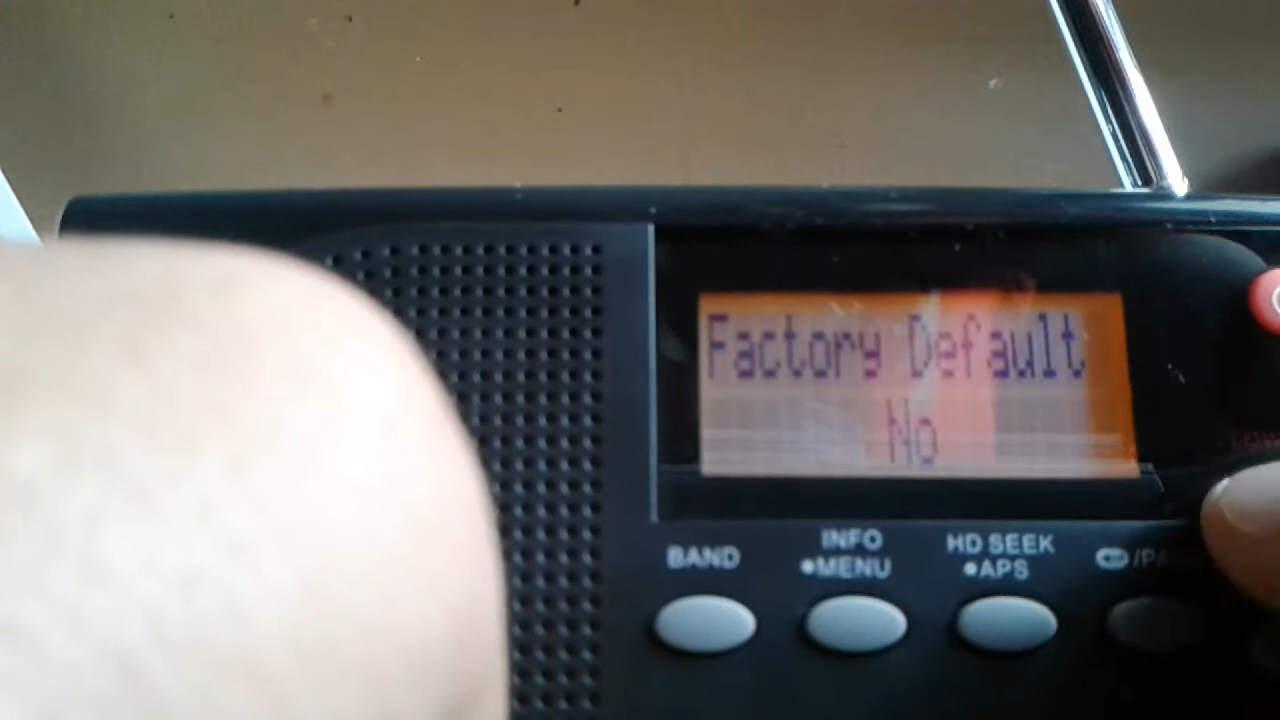 Factory Default
No
BAND
INFO
•MENU
HD SEEK
•APS